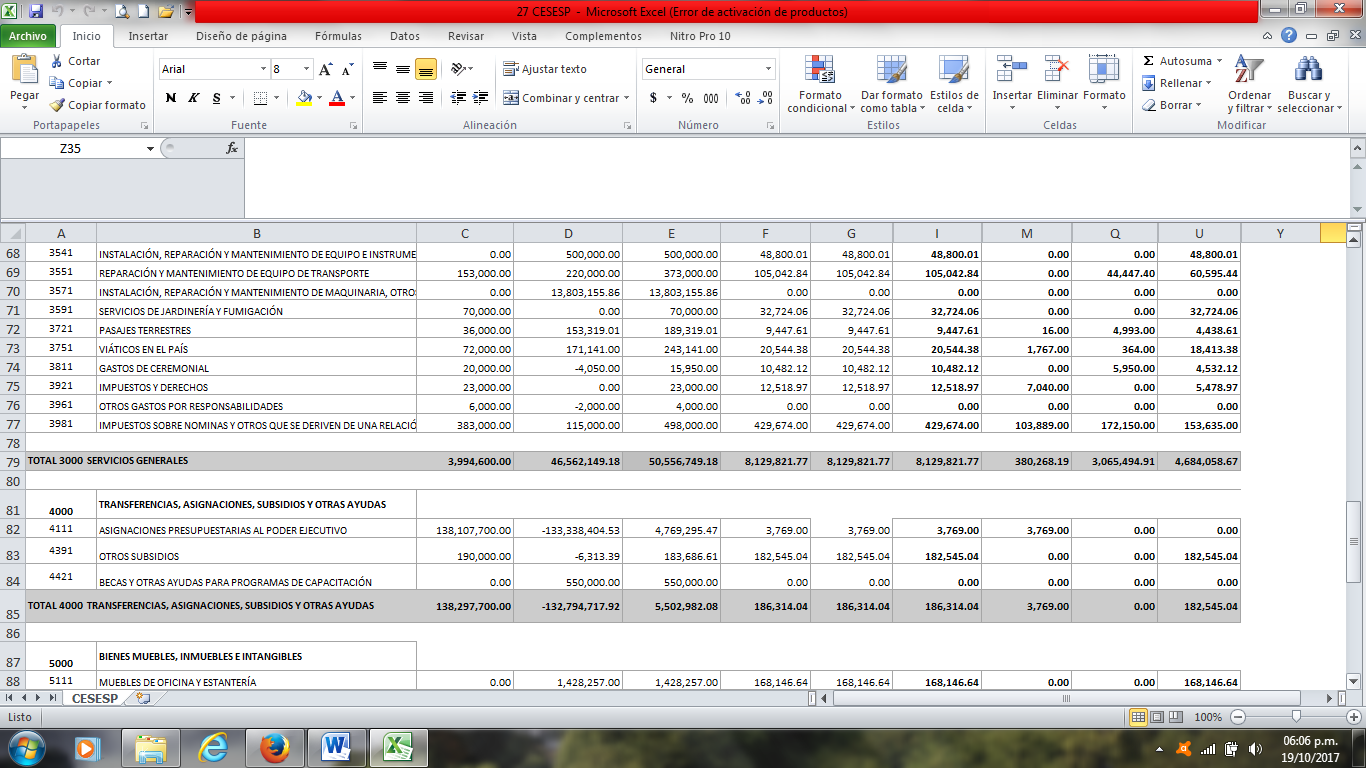 27 CESESP - Microsoft Excel (Error de activación de productos)
Archivo Inicio Insertar Diseño de página Fórmulas Datos Revisar Vista Complementos Nitro Pro 10
Pegar
Cortar
Copiar
Copiar formato
Portapapeles
Arial 8
N K S
Fuente
Ajustar texto
Combinar y centrar
Alineación
General
$ % 000
Número
Formato condicional
Dar formato como tabla
Estilos de celda
Estilos
Insertar Eliminar Formato
Celdas
Autosuma
Rellenar
Borrar
Ordenar y filtrar
Buscar y seleccionar
Modificar
Z35 fx
A B C D E F G I M Q U Y
68 3541 INSTALACIÓN, REPARACIÓN Y MANTENIMIENTO DE EQUIPO E INSTRUME 0.00 500,000.00 500,000.00 48,800.01 48,800.01 48,800.01 0.00 0.00 48,800.01
69 3551 REPARACIÓN Y MANTENIMIENTO DE EQUIPO DE TRANSPORTE 153,000.00 220,000.00 373,000.00 105,042.84 105,042.84 105,042.84 0.00 44,447.40 60,595.44
70 3571 INSTALACIÓN, REPARACIÓN Y MANTENIMIENTO DE MAQUINARIA, OTRO 0.00 13,803,155.86 13,803,155.86 0.00 0.00 0.00 0.00 0.00 0.00
71 3591 SERVICIOS DE JARDINERÍA Y FUMIGACIÓN 70,000.00 0.00 70,000.00 32,724.06 32,724.06 32,724.06 0.00 0.00 32,724.06
72 3721 PASAJES TERRESTRES 36,000.00 153,319.01 189,319.01 9,447.61 9,447.61 9,447.61 16.00 4,993.00 4,438.61
73 3751 VIÁTICOS EN EL PAÍS 72,000.00 171,141.00 243,141.00 20,544.38 20,544.38 20,544.38 1,767.00 364.00 18,413.38
74 3811 GASTOS DE CEREMONIAL 20,000.00 -4,050.00 15,950.00 10,482.12 10,482.12 10,482.12 0.00 5,950.00 4,532.12
75 3921 IMPUESTOS Y DERECHOS 23,000.00 0.00 23,000.00 12,518.97 12,518.97 12,518.97 7,040.00 0.00 5,478.97
76 3961 OTROS GASTOS POR RESPONSABILIDADES 6,000.00 -2,000.00 4,000.00 0.00 0.00 0.00 0.00 0.00 0.00
77 3981 IMPUESTOS SOBRE NOMINAS Y OTROS QUE SE DERIVEN DE UNA RELACIÓ 383,000.00 115,000.00 498,000.00 429,674.00 429,674.00 429,674.00 103,889.00 172,150.00 153,635.00
78
79 TOTAL 3000 SERVICIOS GENERALES 3,994,600.00 46,562,149.18 50,556,749.18 8,129,821.77 8,129,821.77 8,129,821.77 380,268.19 3,065,494.91 4,684,058.67
80
81 4000 TRANSFERENCIAS, ASIGNACIONES, SUBSIDIOS Y OTRAS AYUDAS
82 4111 ASIGNACIONES PRESUPUESTARIAS AL PODER EJECUTIVO 138,107,700.00 -133,338,404.53 4,769,295.47 3,769.00 3,769.00 3,769.00 3,769.00 0.00 0.00
83 4391 OTROS SUBSIDIOS 190,000.00 -6,313.39 183,686.61 182,545.04 182,545.04 182,545.04 0.00 0.00 182,545.04
84 4421 BECAS Y OTRAS AYUDAS PARA PROGRAMAS DE CAPACITACIÓN 0.00 550,000.00 550,000.00 0.00 0.00 0.00 0.00 0.00 0.00
85 TOTAL 4000 TRANSFERENCIAS, ASIGNACIONES, SUBSIDIOS Y OTRAS AYUDAS 138,297,700.00 -132,794,717.92 5,502,982.08 186,314.04 186,314.04 186,314.04 3,769.00 0.00 182,545.04
86
87 5000 BIENES MUEBLES, INMUEBLES E INTANGIBLES
88 5111 MUEBLES DE OFICINA Y ESTANTERÍA 0.00 1,428,257.00 1,428,257.00 168,146.64 168,146.64 168,146.64 0.00 0.00 168,146.64
CESESP
Listo 100%
06:06 p.m.
19/10/2017